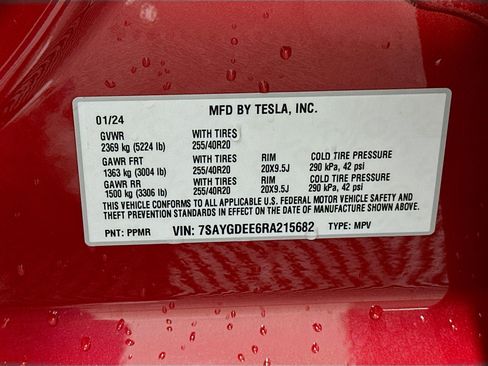 MFD BY TESLA, INC.
01/24
GVWR WITH TIRES
2369 kg (5224 lb) 255/40R20
GAWR FRT WITH TIRES RIM COLD TIRE PRESSURE
1363 kg (3004 lb) 255/40R20 20X9.5J 290 kPa, 42 psi
GAWR RR WITH TIRES RIM COLD TIRE PRESSURE
1500 kg (3306 lb) 255/40R20 20X9.5J 290 kPa, 42 psi
THIS VEHICLE CONFORMS TO ALL APPLICABLE U.S. FEDERAL MOTOR VEHICLE SAFETY AND
THEFT PREVENTION STANDARDS IN EFFECT ON THE DATE OF MANUFACTURE SHOWN ABOVE.
PNT: PPMR VIN: 7SAYGDEE6RA215682 TYPE: MPV